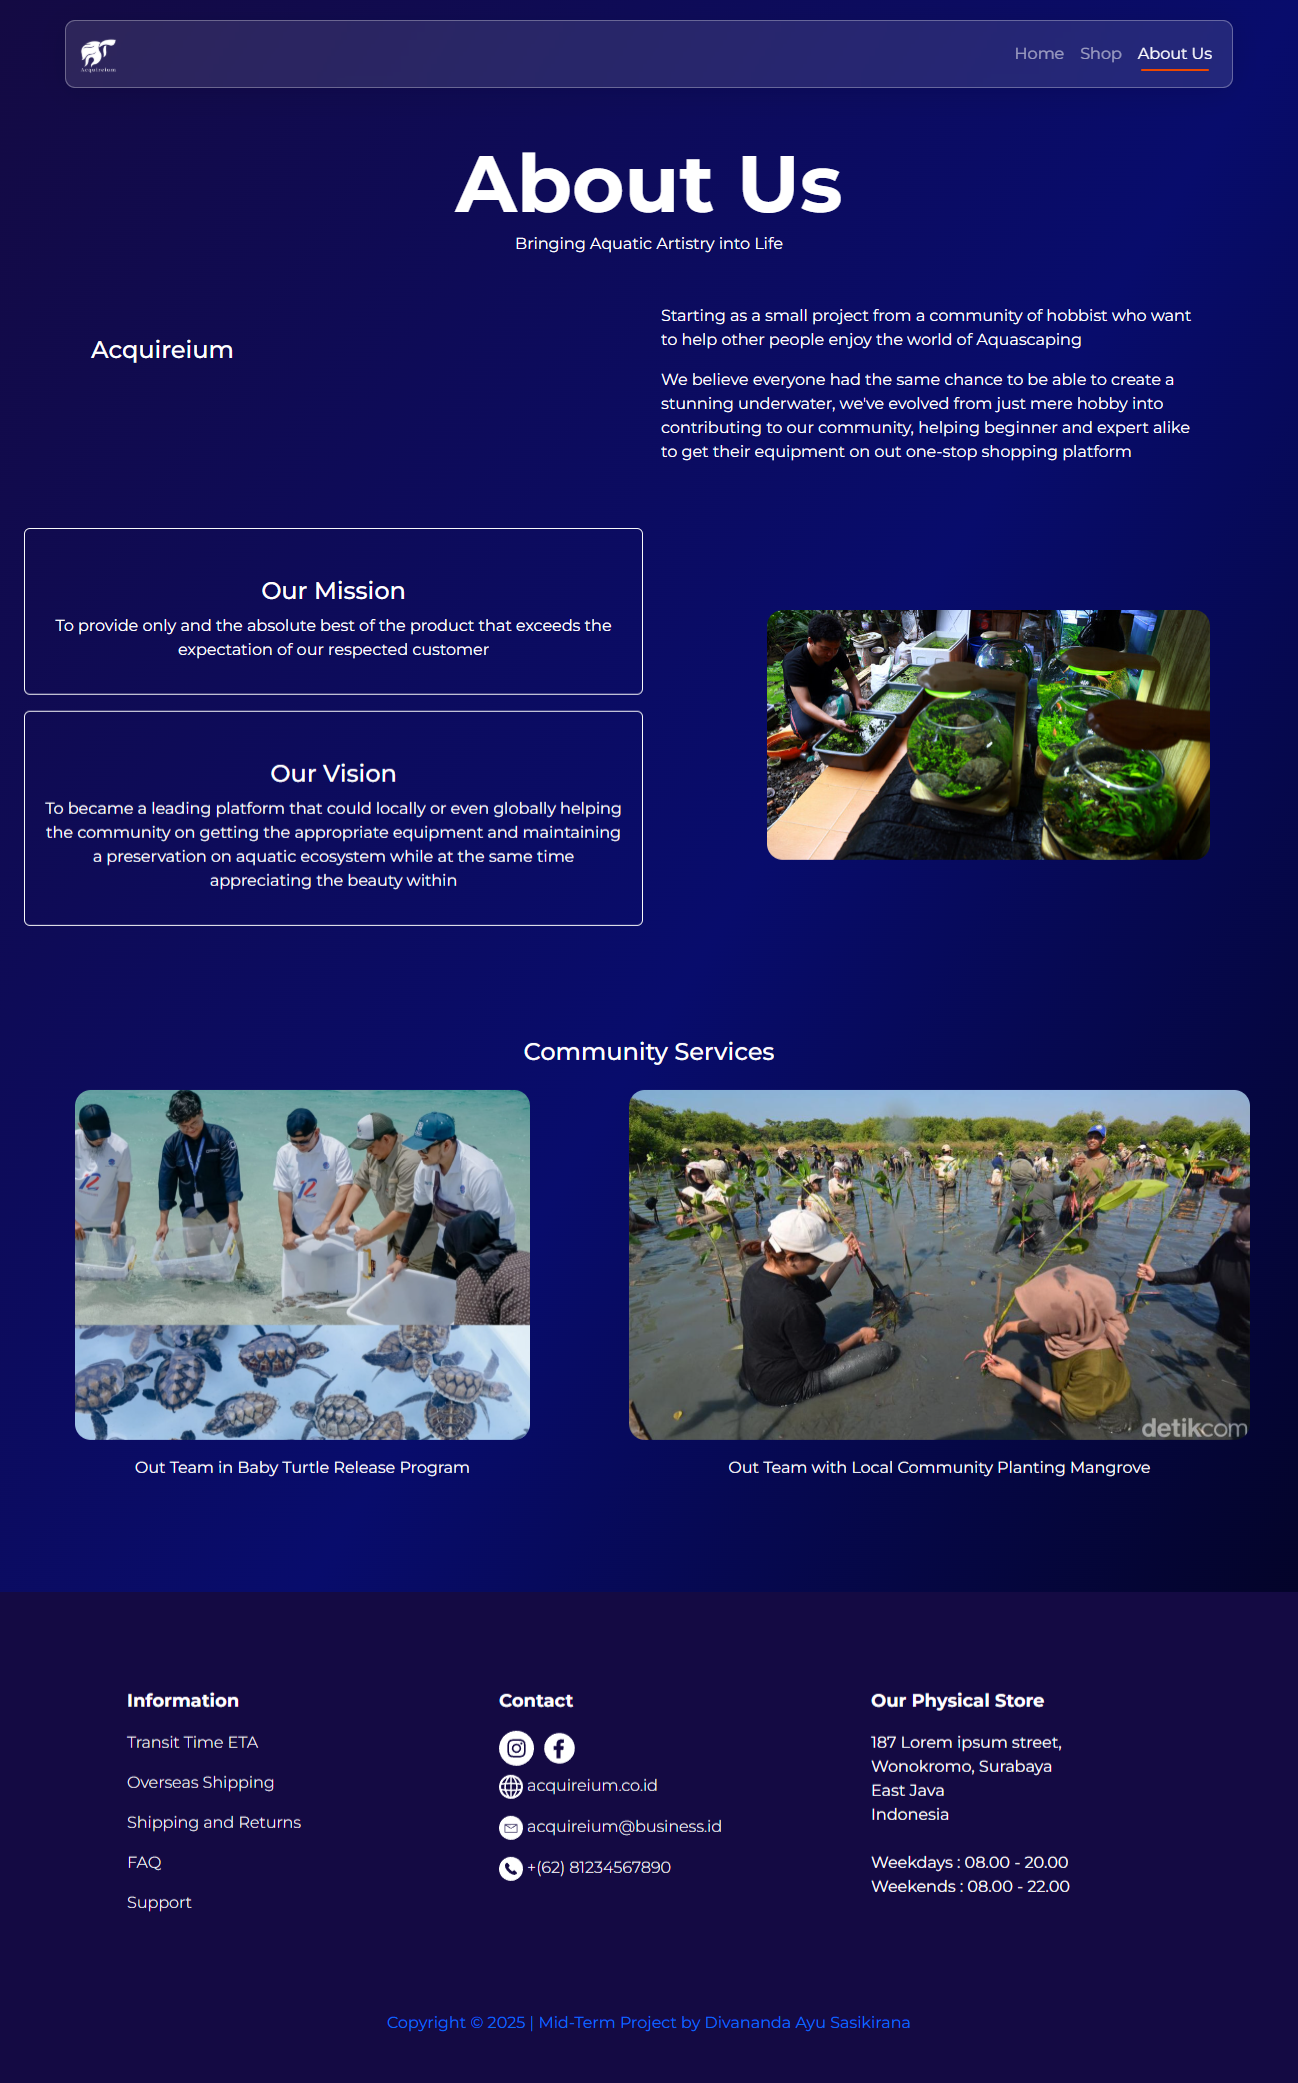 Acquireium
Home Shop About Us
About Us
Bringing Aquatic Artistry into Life
Acquireium
Starting as a small project from a community of hobbist who want
to help other people enjoy the world of Aquascaping
We believe everyone had the same chance to be able to create a
stunning underwater, we've evolved from just mere hobby into
contributing to our community, helping beginner and expert alike
to get their equipment on out one-stop shopping platform
Our Mission
To provide only and the absolute best of the product that exceeds the
expectation of our respected customer
Our Vision
To became a leading platform that could locally or even globally helping
the community on getting the appropriate equipment and maintaining
a preservation on aquatic ecosystem while at the same time
appreciating the beauty within
Community Services
12
12
detikcom
Out Team in Baby Turtle Release Program
Out Team with Local Community Planting Mangrove
Information
Transit Time ETA
Overseas Shipping
Shipping and Returns
FAQ
Support
Contact
acquireium.co.id
acquireium@business.id
+(62) 81234567890
Our Physical Store
187 Lorem ipsum street,
Wonokromo, Surabaya
East Java
Indonesia
Weekdays : 08.00 - 20.00
Weekends : 08.00 - 22.00
Copyright © 2025 | Mid-Term Project by Divananda Ayu Sasikirana